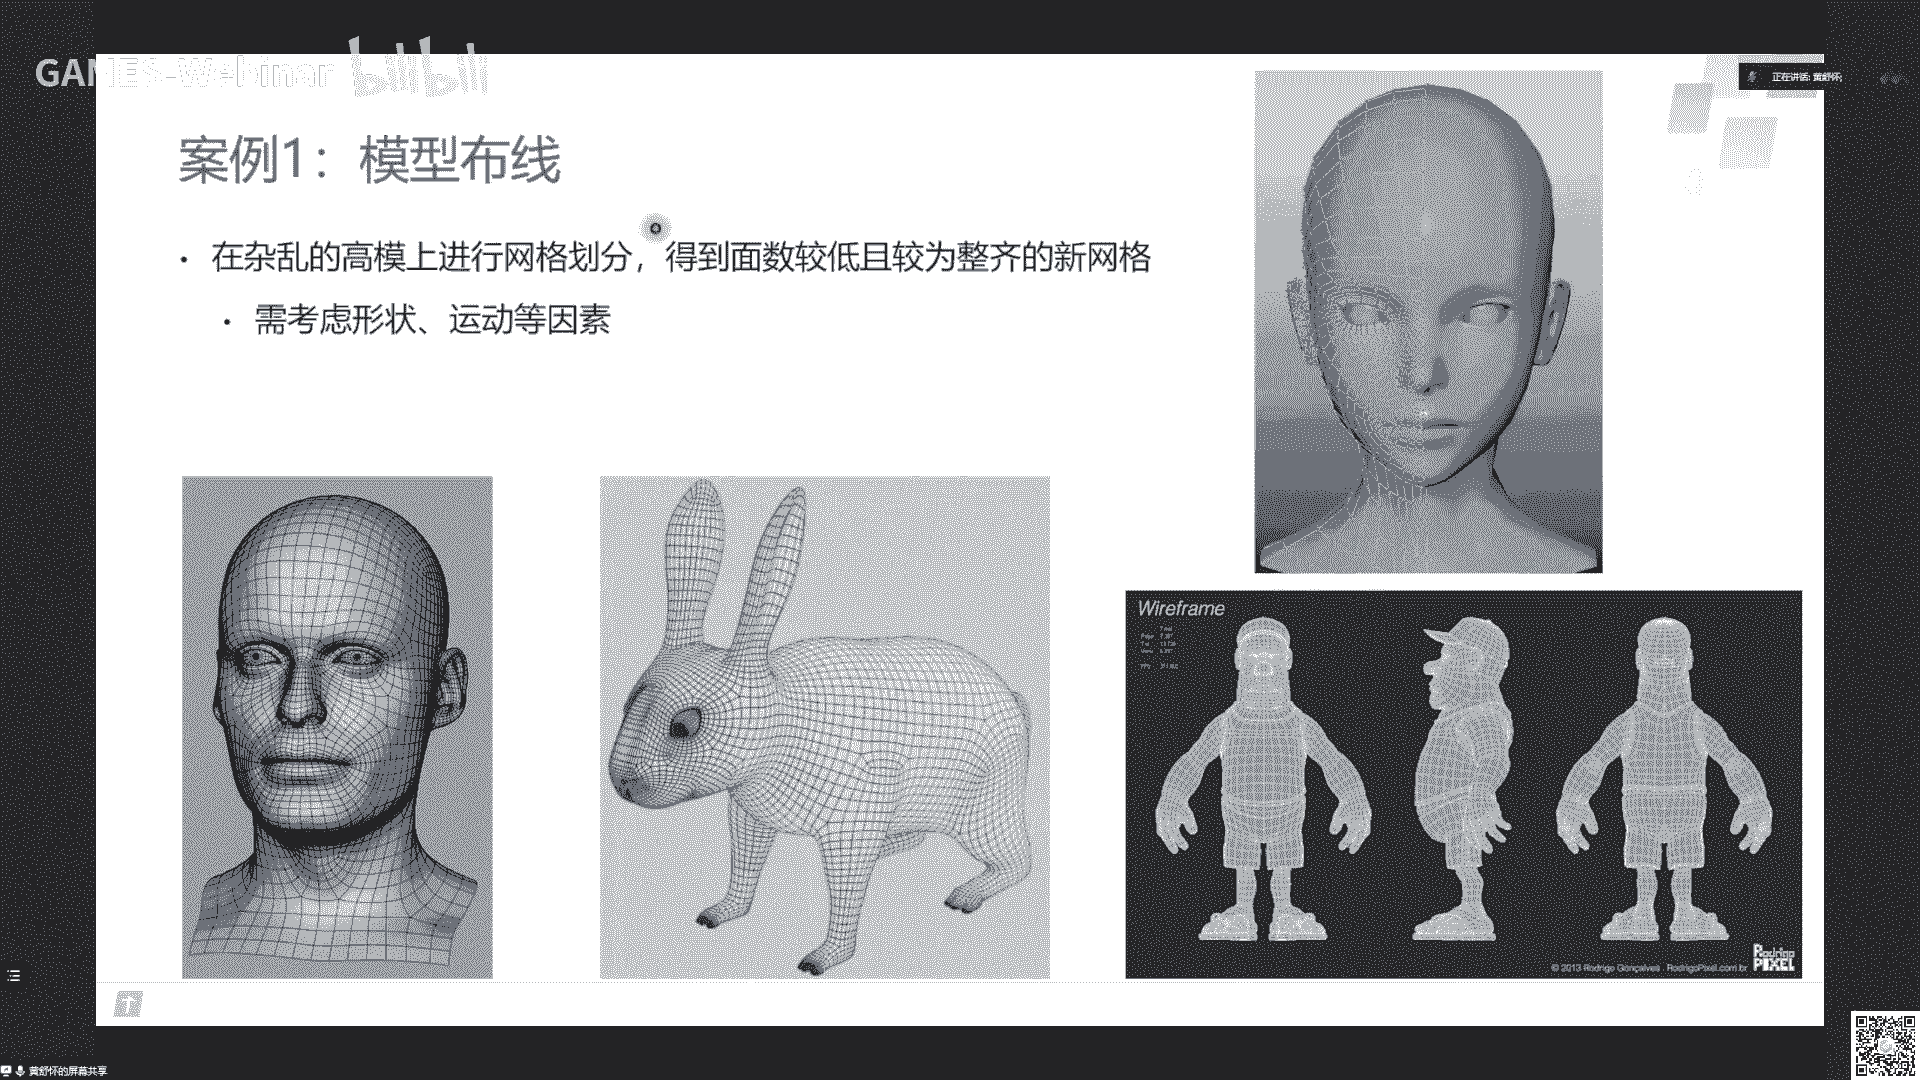 GAMES-Webinar bilibili
正在讲话: 黄舒怀;
案例1：模型布线
• 在杂乱的高模上进行网格划分，得到面数较低且较为整齐的新网格
• 需考虑形状、运动等因素
Wireframe
© 2013 Rodrigo Gonçalves . RodrigoPixel.com.br
Rodrigo
PIXEL
T
黄舒怀的屏幕共享